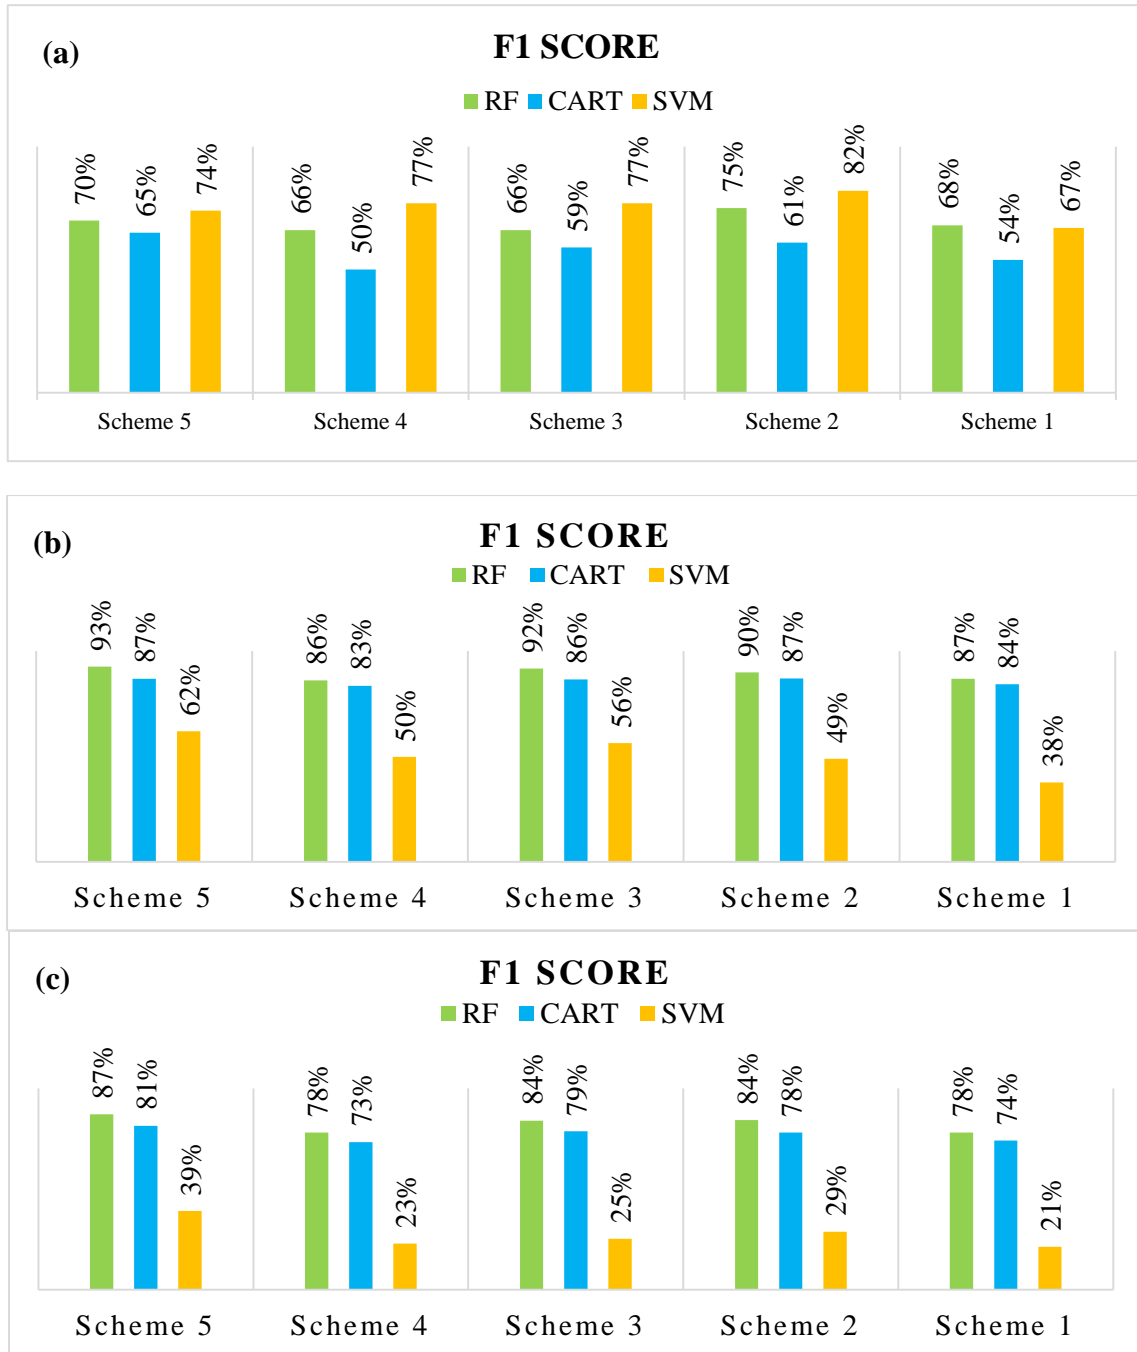 (a)
F1 SCORE
RF CART SVM
70% 65% 74% 66% 50% 77% 66% 59% 77% 75% 61% 82% 68% 54% 67%
Scheme 5 Scheme 4 Scheme 3 Scheme 2 Scheme 1
(b)
F1 SCORE
RF CART SVM
93% 87% 62% 86% 83% 50% 92% 86% 56% 90% 87% 49% 87% 84% 38%
Scheme 5 Scheme 4 Scheme 3 Scheme 2 Scheme 1
(c)
F1 SCORE
RF CART SVM
87% 81% 39% 78% 73% 23% 84% 79% 25% 84% 78% 29% 78% 74% 21%
Scheme 5 Scheme 4 Scheme 3 Scheme 2 Scheme 1